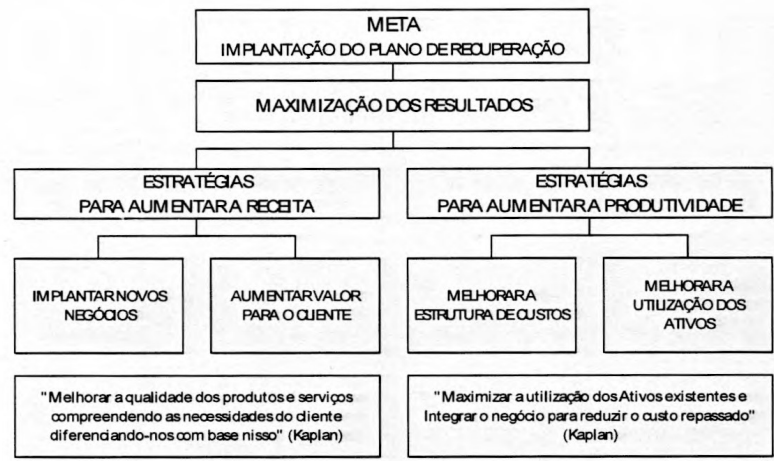 META
IMPLANTAÇÃO DO PLANO DE RECUPERAÇÃO
MAXIMIZAÇÃO DOS RESULTADOS
ESTRATÉGIAS
PARA AUMENTAR A RECEITA
ESTRATÉGIAS
PARA AUMENTAR A PRODUTIVIDADE
IMPLANTAR NOVOS
NEGÓCIOS
AUMENTAR VALOR
PARA O CLIENTE
MELHORAR A
ESTRUTURA DE CUSTOS
MELHORAR A
UTILIZAÇÃO DOS
ATIVOS
"Melhorar a qualidade dos produtos e serviços
compreendendo as necessidades do cliente
diferenciando-nos com base nisso" (Kaplan)
"Maximizar a utilização dos Ativos existentes e
Integrar o negócio para reduzir o custo repassado"
(Kaplan)